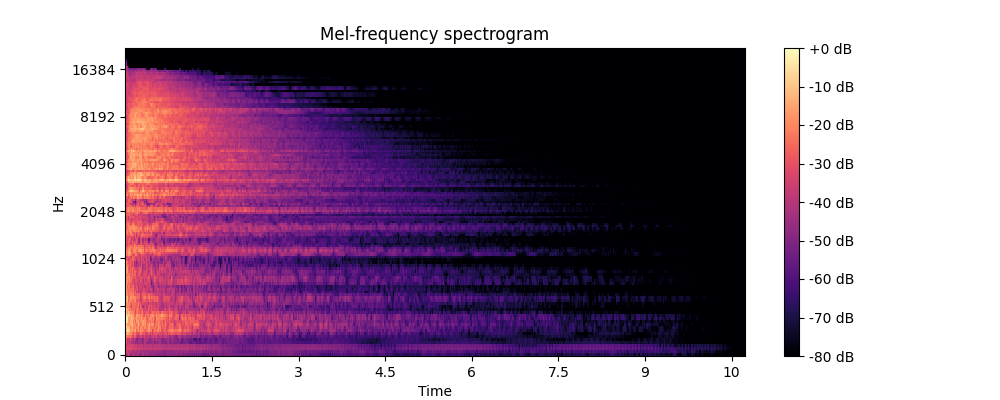 Mel-frequency spectrogram
Hz
16384
8192
4096
2048
1024
512
0
0 1.5 3 4.5 6 7.5 9 10
Time
+0 dB
-10 dB
-20 dB
-30 dB
-40 dB
-50 dB
-60 dB
-70 dB
-80 dB